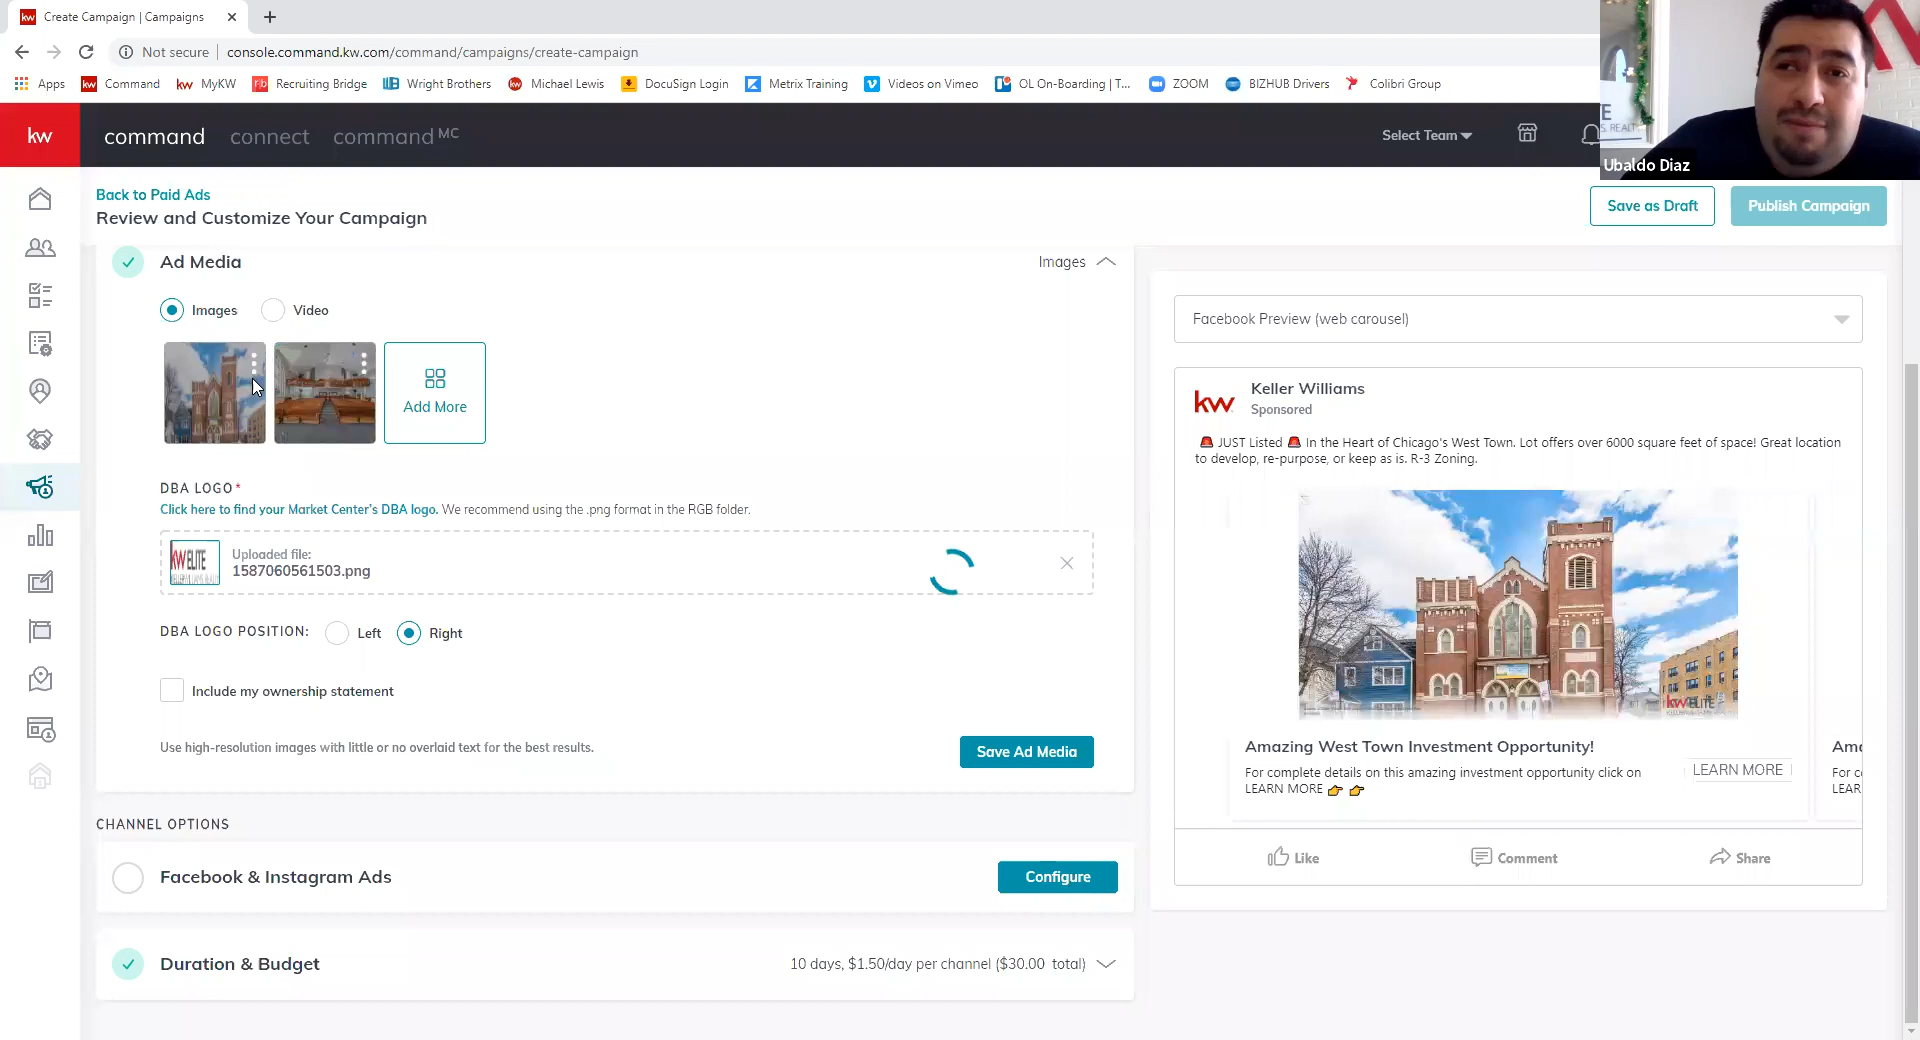 Create Campaign | Campaigns
Not secure
console.command.kw.com/command/campaigns/create-campaign
Apps
Command
MyKW
Recruiting Bridge
Wright Brothers
Michael Lewis
DocuSign Login
Metrix Training
Videos on Vimeo
OL On-Boarding | T...
ZOOM
BIZHUB Drivers
Colibri Group
Ubaldo Diaz
kw
command
connect
command MC
Select Team
Back to Paid Ads
Review and Customize Your Campaign
Save as Draft
Publish Campaign
Ad Media
Images
Images
Video
Add More
DBA LOGO*
Click here to find your Market Center's DBA logo. We recommend using the .png format in the RGB folder.
KW ELITE
Uploaded file:
1587060561503.png
DBA LOGO POSITION:
Left
Right
Include my ownership statement
Use high-resolution images with little or no overlaid text for the best results.
Save Ad Media
CHANNEL OPTIONS
Facebook & Instagram Ads
Configure
Duration & Budget
10 days, $1.50/day per channel ($30.00 total)
Facebook Preview (web carousel)
kw
Keller Williams
Sponsored
JUST Listed In the Heart of Chicago's West Town. Lot offers over 6000 square feet of space! Great location
to develop, re-purpose, or keep as is. R-3 Zoning.
kw ELITE
Amazing West Town Investment Opportunity!
For complete details on this amazing investment opportunity click on
LEARN MORE
LEARN MORE
Ama
For co
LEAR
Like
Comment
Share